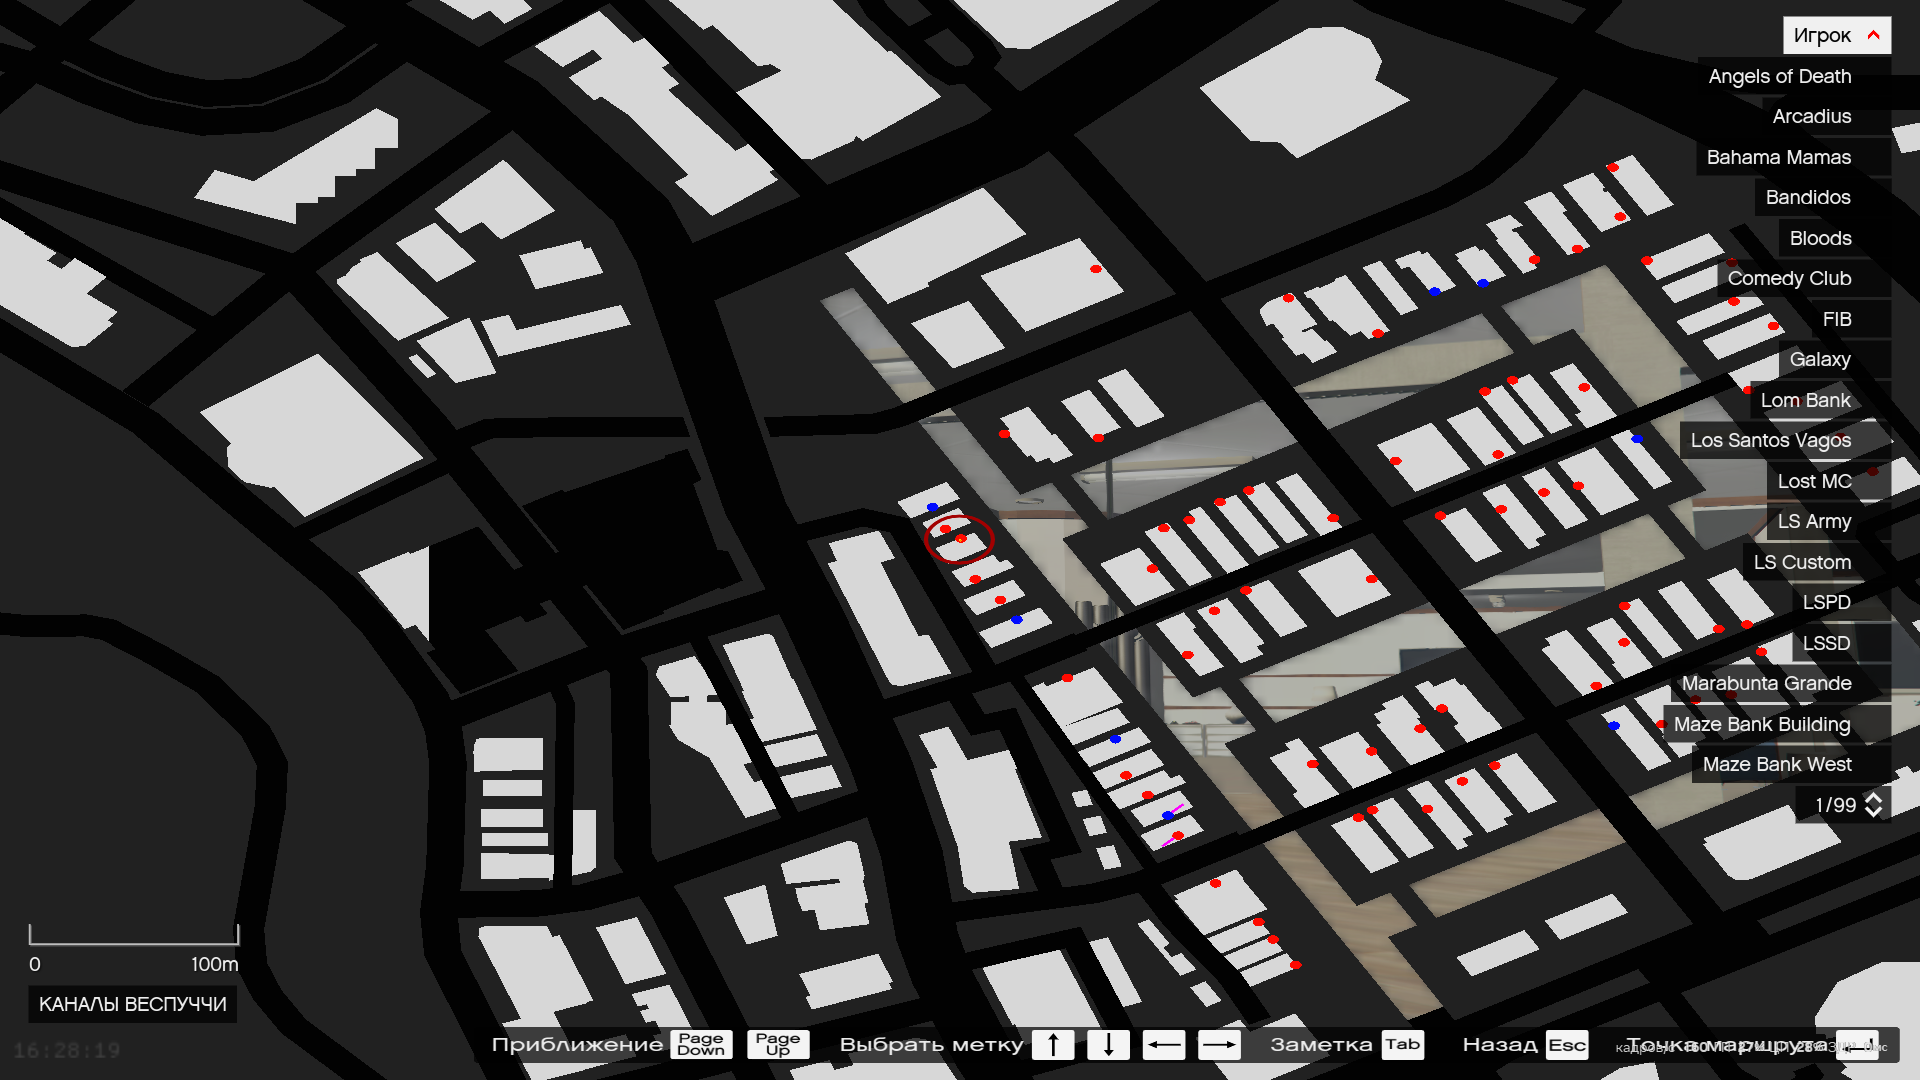 Игрок
Angels of Death
Arcadius
Bahama Mamas
Bandidos
Bloods
Comedy Club
FIB
Galaxy
Lom Bank
Los Santos Vagos
Lost MC
LS Army
LS Custom
LSPD
LSSD
Marabunta Grande
Maze Bank Building
Maze Bank West
1/99
0 100m
КАНАЛЫ ВЕСПУЧЧИ
16:28:19
Приближение Page Down Page Up Выбрать метку Заметка Tab Назад Esc Точка маршрута